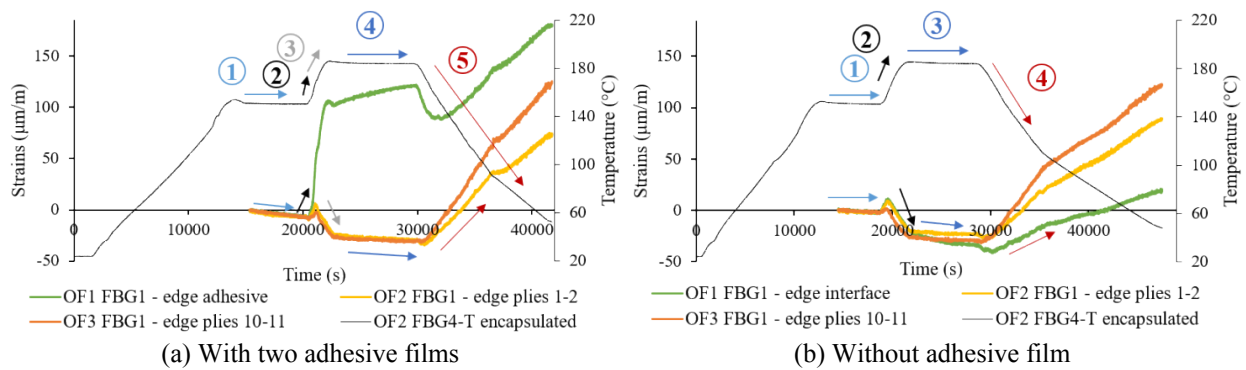 220
150
④
③
180
⑤
100
①
②
140
50
100
0
60
0
10000
20000
30000
40000
-50
20
Strains (µm/m)
Temperature (°C)
Time (s)
OF1 FBG1 - edge adhesive
OF2 FBG1 - edge plies 1-2
OF3 FBG1 - edge plies 10-11
OF2 FBG4-T encapsulated
(a) With two adhesive films
220
150
②
③
180
①
④
100
140
50
100
0
60
0
10000
20000
30000
40000
-50
20
Strains (µm/m)
Temperature (°C)
Time (s)
OF1 FBG1 - edge interface
OF2 FBG1 - edge plies 1-2
OF3 FBG1 - edge plies 10-11
OF2 FBG4-T encapsulated
(b) Without adhesive film